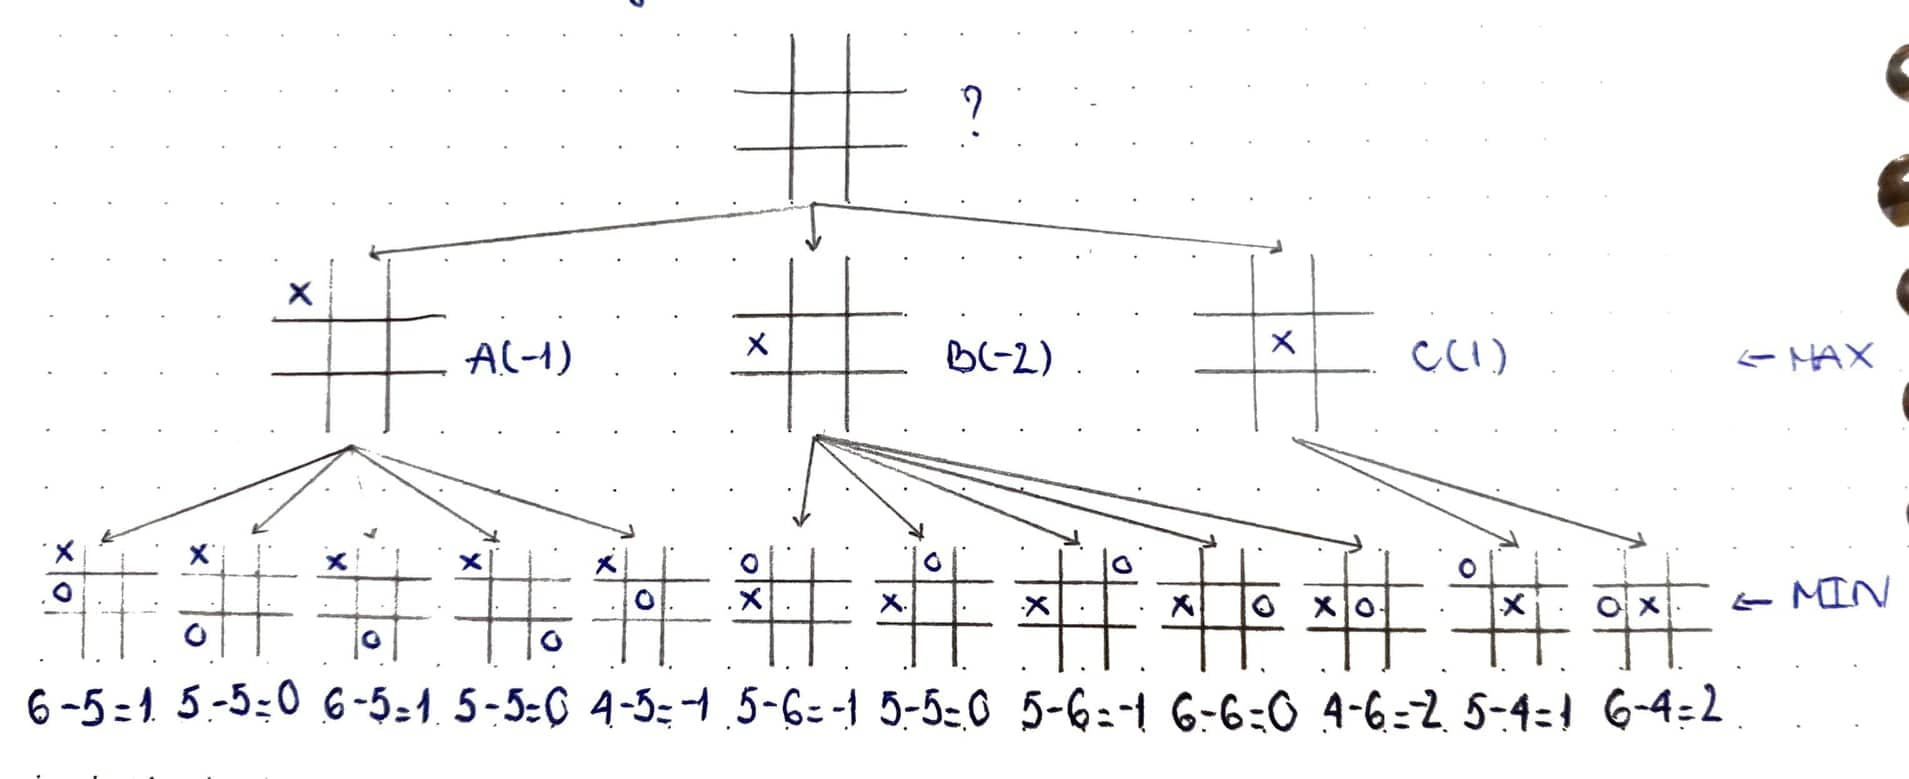 ?
X
A(-1)
X
B(-2)
X
C(1)
← MAX
X
O
X
O
X
O
X
O
X
O
O
X
O
X
O
X
X O
X O
O
X
O X
← MIN
6-5=1 5-5=0 6-5=1 5-5=0 4-5=-1 5-6=-1 5-5=0 5-6=-1 6-6=0 4-6=-2 5-4=1 6-4=2